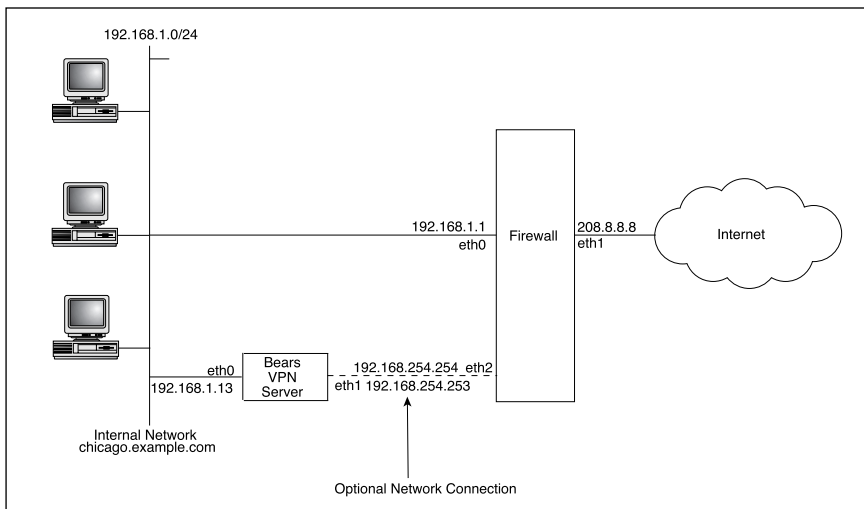 192.168.1.0/24
192.168.1.1
eth0
Firewall
208.8.8.8
eth1
Internet
eth0
192.168.1.13
Bears
VPN
Server
192.168.254.254 eth2
eth1 192.168.254.253
Internal Network
chicago.example.com
Optional Network Connection